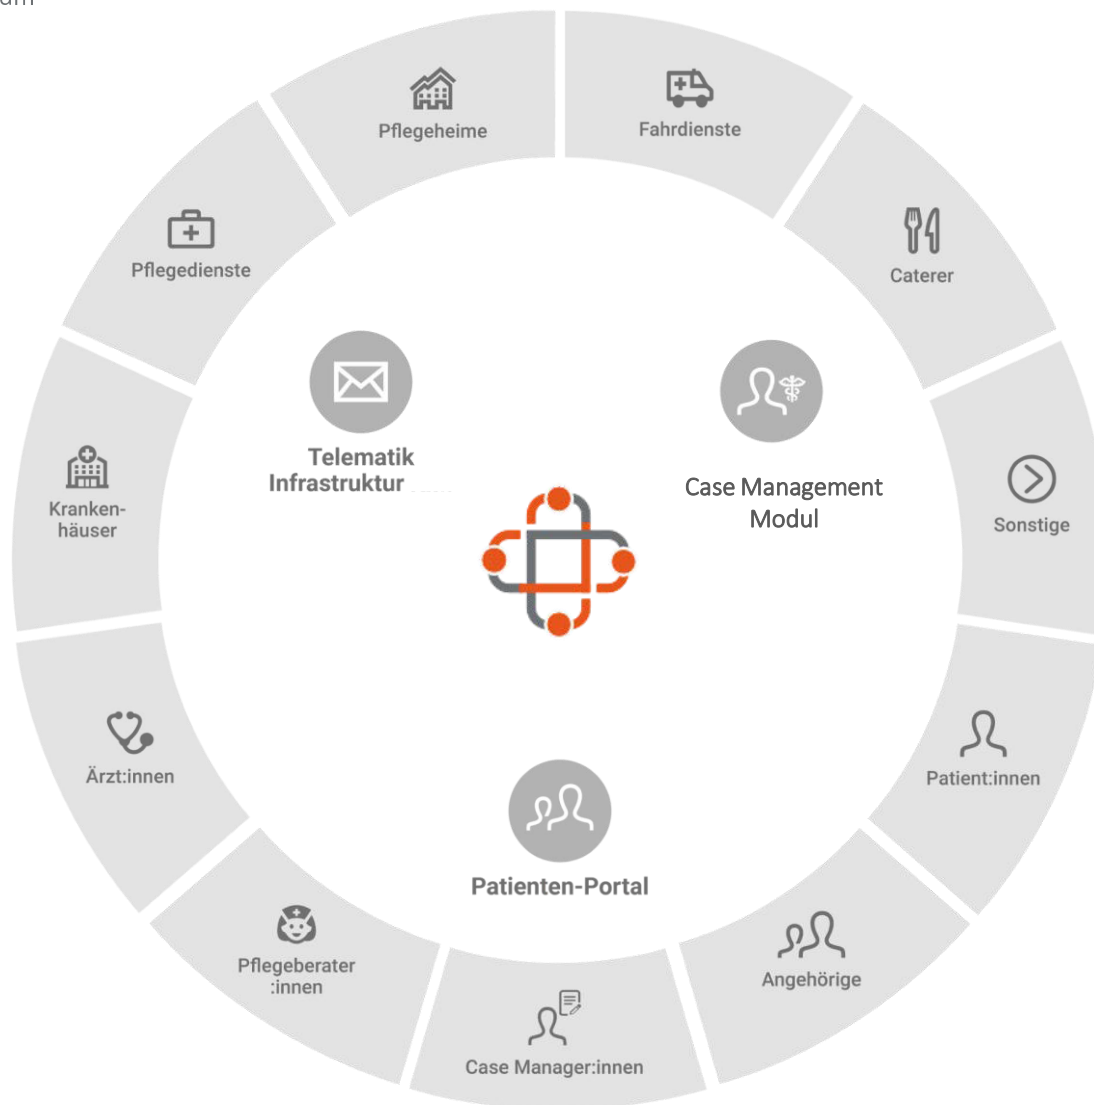 Pflegeheime
Fahrdienste
Caterer
Sonstige
Patient:innen
Angehörige
Case Manager:innen
Pflegeberater
:innen
Ärzt:innen
Kranken-
häuser
Pflegedienste
Telematik
Infrastruktur
Case Management
Modul
Patienten-Portal